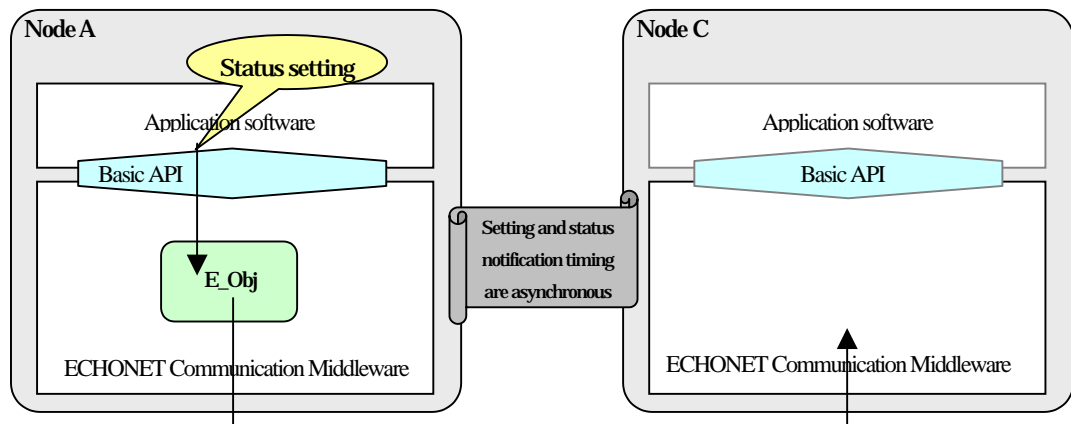 Node A
Status setting
Application software
Basic API
E_Obj
ECHONET Communication Middleware
Setting and status
notification timing
are asynchronous
Node C
Application software
Basic API
ECHONET Communication Middleware